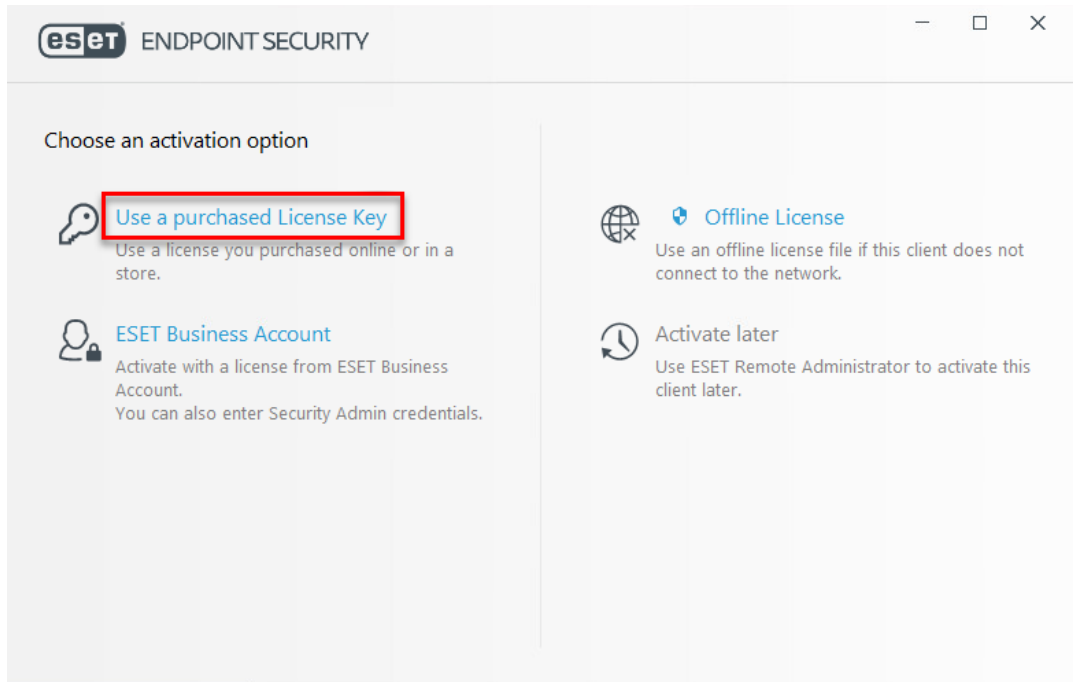 eset ENDPOINT SECURITY
Choose an activation option
Use a purchased License Key
Use a license you purchased online or in a
store.
ESET Business Account
Activate with a license from ESET Business
Account.
You can also enter Security Admin credentials.
Offline License
Use an offline license file if this client does not
connect to the network.
Activate later
Use ESET Remote Administrator to activate this
client later.